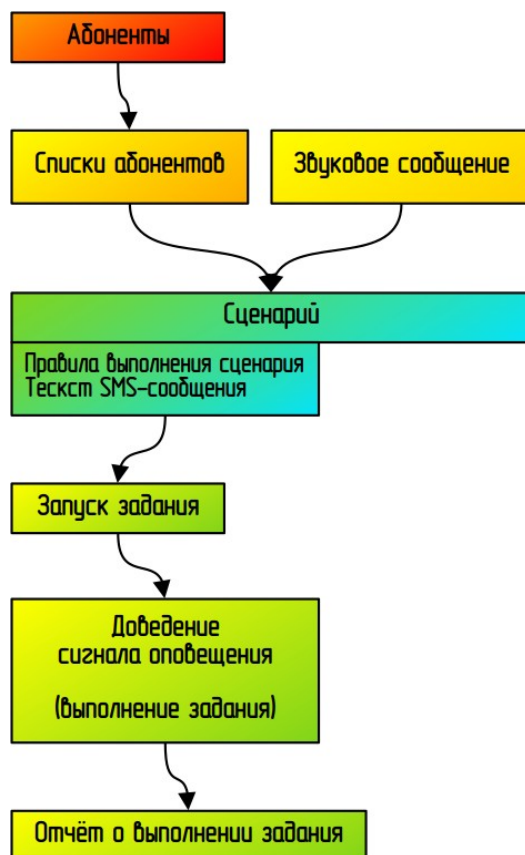 Абоненты
Списки абонентов
Звуковое сообщение
Сценарий
Правила выполнения сценария
Тескст SMS-сообщения
Запуск задания
Доведение
сигнала оповещения
(выполнение задания)
Отчёт о выполнении задания